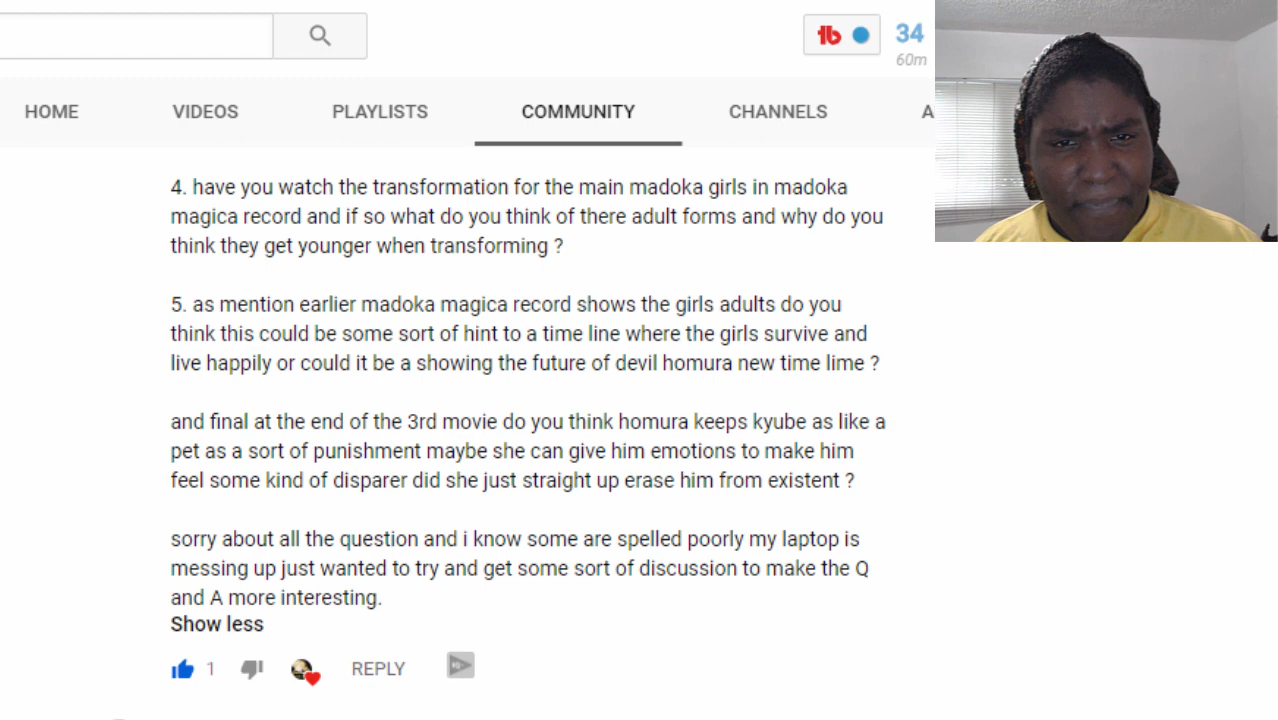 34
60m
HOME VIDEOS PLAYLISTS COMMUNITY CHANNELS A
4. have you watch the transformation for the main madoka girls in madoka
magica record and if so what do you think of there adult forms and why do you
think they get younger when transforming ?
5. as mention earlier madoka magica record shows the girls adults do you
think this could be some sort of hint to a time line where the girls survive and
live happily or could it be a showing the future of devil homura new time lime ?
and final at the end of the 3rd movie do you think homura keeps kyube as like a
pet as a sort of punishment maybe she can give him emotions to make him
feel some kind of disparer did she just straight up erase him from existent ?
sorry about all the question and i know some are spelled poorly my laptop is
messing up just wanted to try and get some sort of discussion to make the Q
and A more interesting.
Show less
1 REPLY